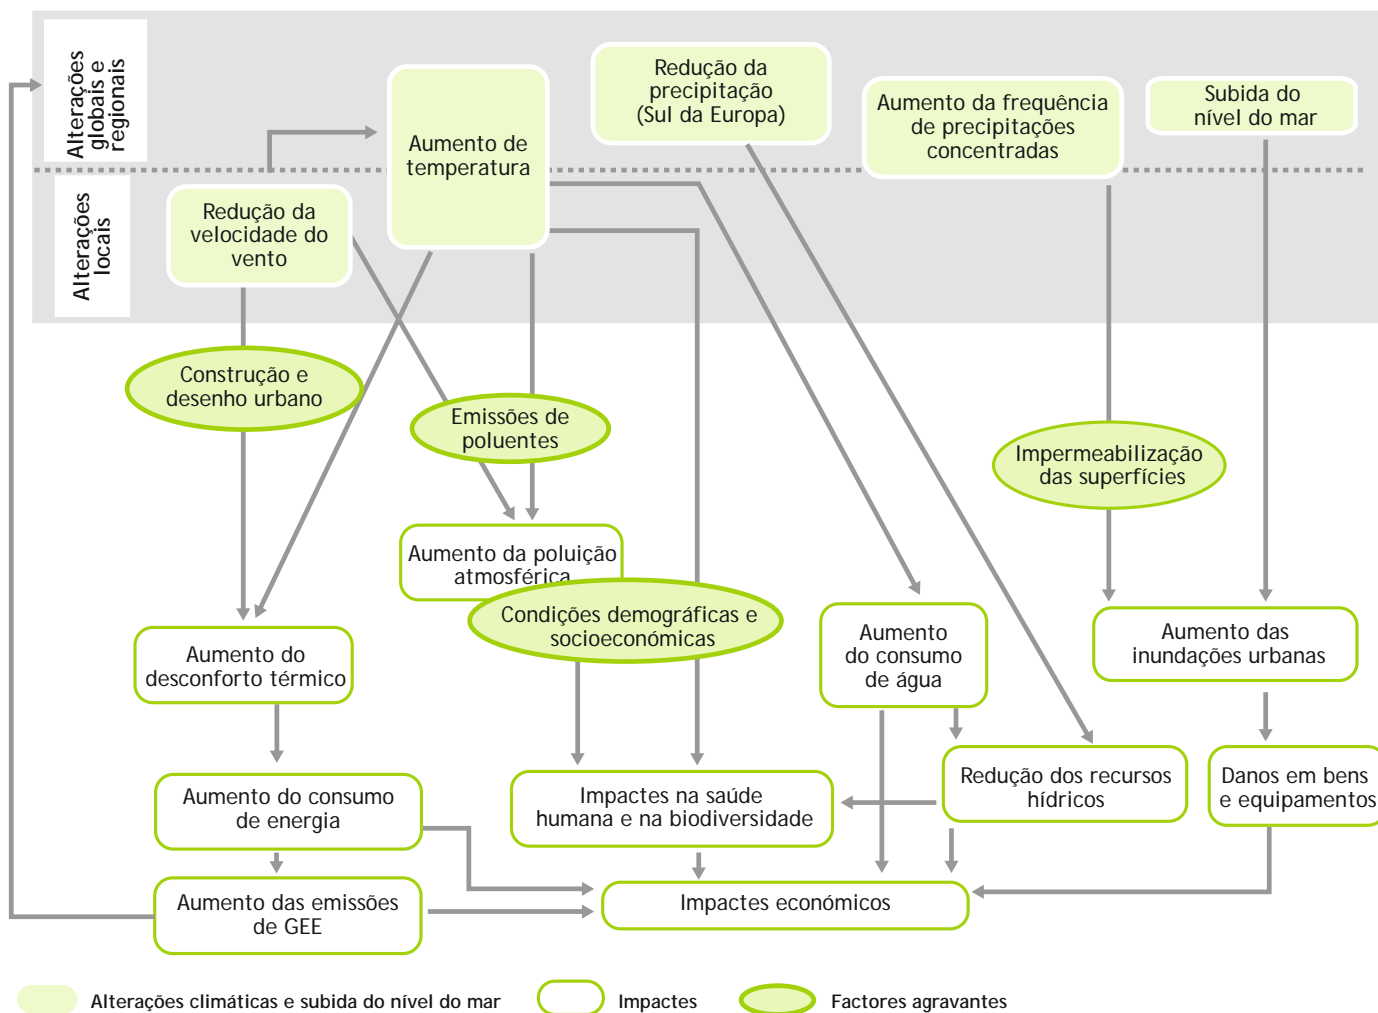 Alterações
globais e
regionais
Aumento de
temperatura
Redução da
precipitação
(Sul da Europa)
Aumento da frequência
de precipitações
concentradas
Subida do
nível do mar
Alterações
locais
Redução da
velocidade do
vento
Construção e
desenho urbano
Emissões de
poluentes
Impermeabilização
das superfícies
Aumento da poluição
atmosférica
Condições demográficas e
socioeconómicas
Aumento do
desconforto térmico
Aumento
do consumo
de água
Aumento das
inundações urbanas
Aumento do consumo
de energia
Impactes na saúde
humana e na biodiversidade
Redução dos recursos
hídricos
Danos em bens
e equipamentos
Aumento das emissões
de GEE
Impactes económicos
Alterações climáticas e subida do nível do mar
Impactes
Factores agravantes